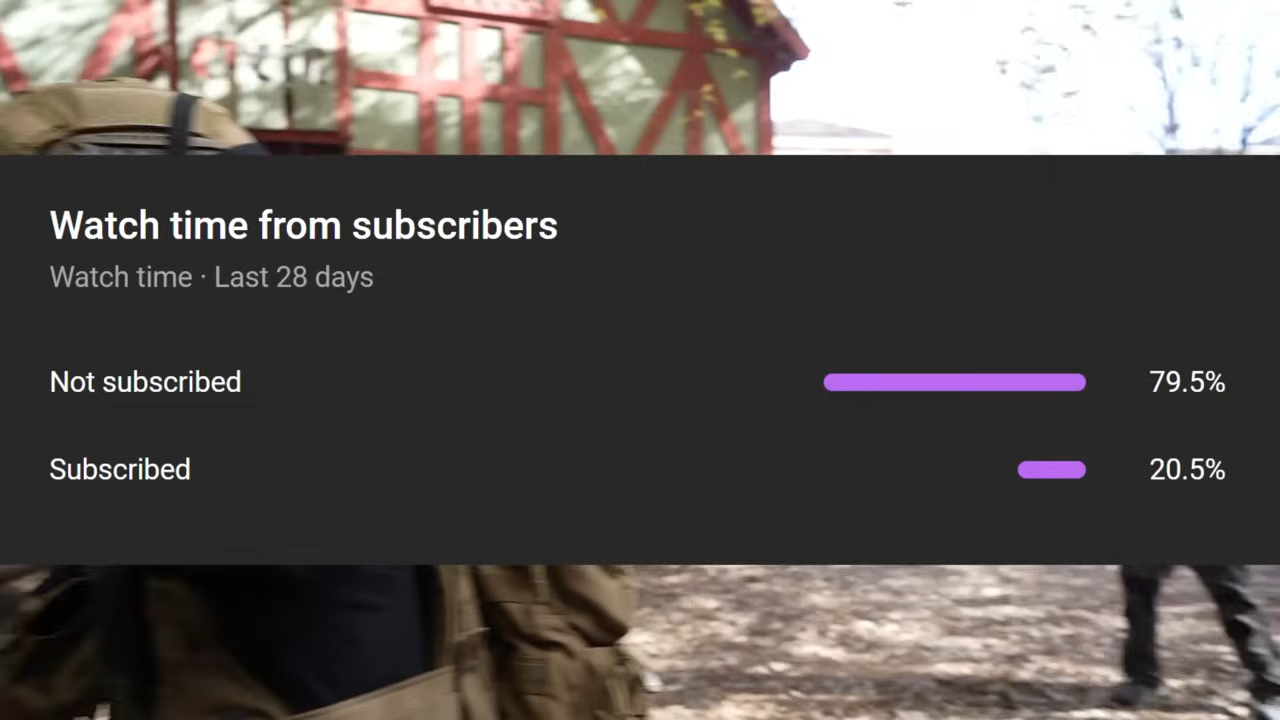 Watch time from subscribers
Watch time · Last 28 days
Not subscribed 79.5%
Subscribed 20.5%